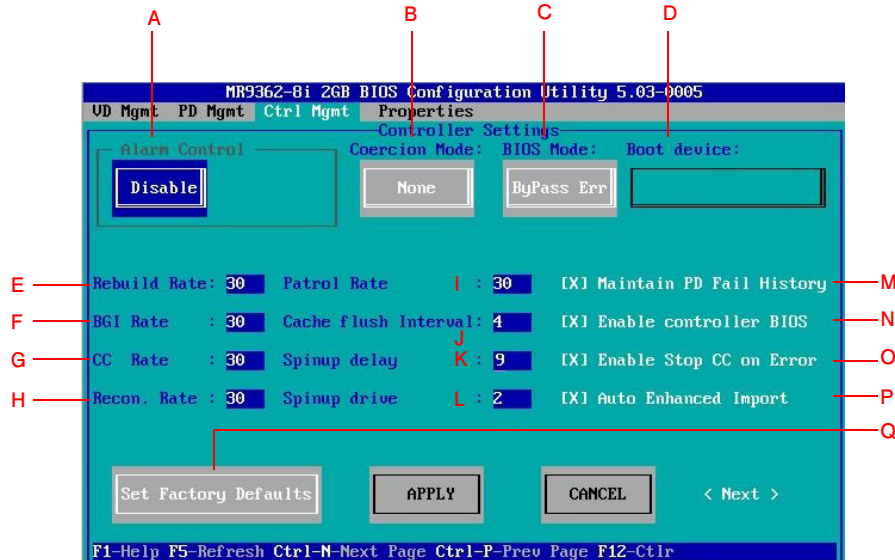 A B C D
MR9362-8i 2GB BIOS Configuration Utility 5.03-0005
VD Mgmt PD Mgmt Ctrl Mgmt Properties
Controller Settings
Alarm Control Coercion Mode: BIOS Mode: Boot device:
Disable None ByPass Err
E Rebuild Rate: 30 Patrol Rate I : 30 [X] Maintain PD Fail History M
F BGI Rate : 30 Cache flush Interval: 4 [X] Enable controller BIOS N
J
G CC Rate : 30 Spinup delay K : 9 [X] Enable Stop CC on Error O
H Recon. Rate : 30 Spinup drive L : 2 [X] Auto Enhanced Import P
Q
Set Factory Defaults APPLY CANCEL < Next >
F1-Help F5-Refresh Ctrl-N-Next Page Ctrl-P-Prev Page F12-Ctlr